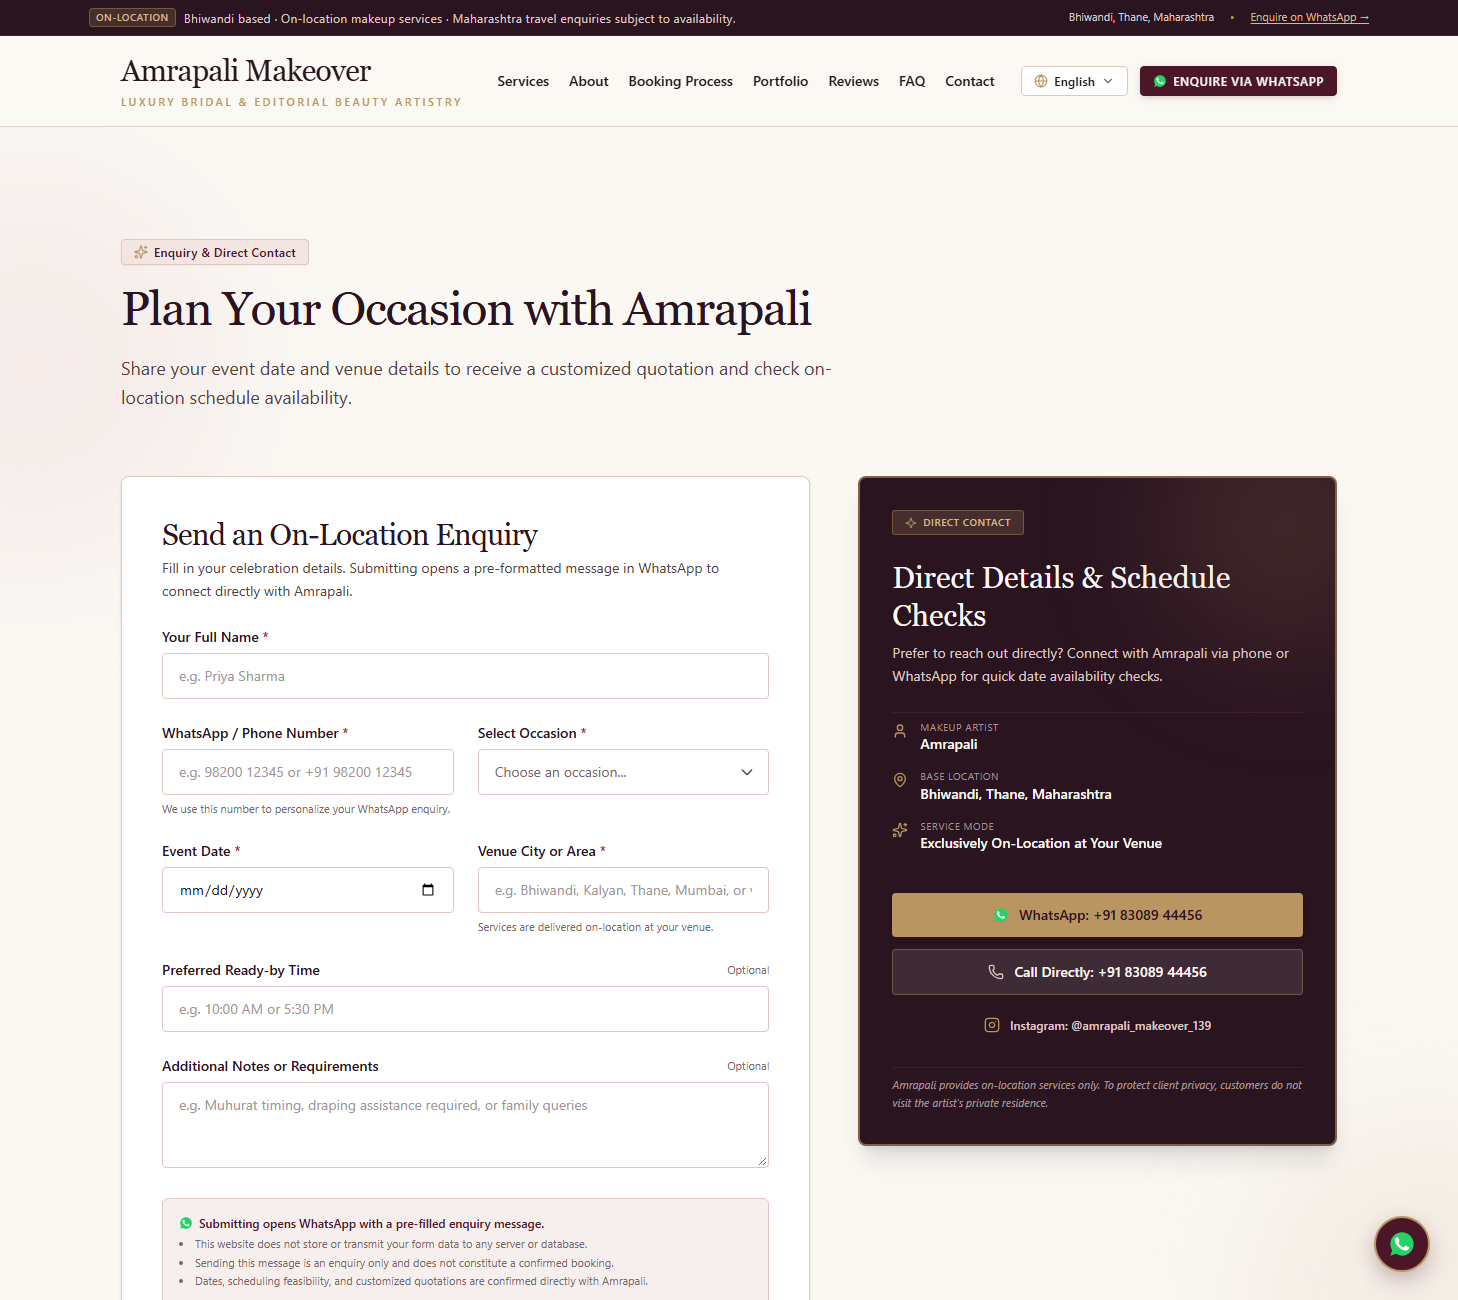 ON-LOCATION Bhiwandi based · On-location makeup services · Maharashtra travel enquiries subject to availability. Bhiwandi, Thane, Maharashtra • Enquire on WhatsApp →
Amrapali Makeover
LUXURY BRIDAL & EDITORIAL BEAUTY ARTISTRY
Services About Booking Process Portfolio Reviews FAQ Contact English ENQUIRE VIA WHATSAPP
Enquiry & Direct Contact
Plan Your Occasion with Amrapali
Share your event date and venue details to receive a customized quotation and check on-
location schedule availability.
Send an On-Location Enquiry
Fill in your celebration details. Submitting opens a pre-formatted message in WhatsApp to
connect directly with Amrapali.
Your Full Name *
e.g. Priya Sharma
WhatsApp / Phone Number *
e.g. 98200 12345 or +91 98200 12345
We use this number to personalize your WhatsApp enquiry.
Select Occasion *
Choose an occasion...
Event Date *
mm/dd/yyyy
Venue City or Area *
e.g. Bhiwandi, Kalyan, Thane, Mumbai, or
Services are delivered on-location at your venue.
Preferred Ready-by Time Optional
e.g. 10:00 AM or 5:30 PM
Additional Notes or Requirements Optional
e.g. Muhurat timing, draping assistance required, or family queries
Submitting opens WhatsApp with a pre-filled enquiry message.
• This website does not store or transmit your form data to any server or database.
• Sending this message is an enquiry only and does not constitute a confirmed booking.
• Dates, scheduling feasibility, and customized quotations are confirmed directly with Amrapali.
DIRECT CONTACT
Direct Details & Schedule
Checks
Prefer to reach out directly? Connect with Amrapali via phone or
WhatsApp for quick date availability checks.
MAKEUP ARTIST
Amrapali
BASE LOCATION
Bhiwandi, Thane, Maharashtra
SERVICE MODE
Exclusively On-Location at Your Venue
WhatsApp: +91 83089 44456
Call Directly: +91 83089 44456
Instagram: @amrapali_makeover_139
Amrapali provides on-location services only. To protect client privacy, customers do not
visit the artist's private residence.